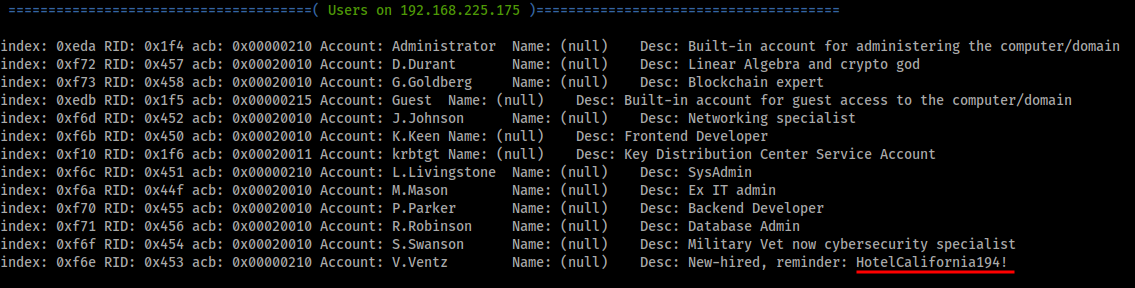 =====================================( Users on 192.168.225.175 )=====================================
index: 0xeda RID: 0x1f4 acb: 0x00000210 Account: Administrator Name: (null) Desc: Built-in account for administering the computer/domain
index: 0xf72 RID: 0x457 acb: 0x00020010 Account: D.Durant Name: (null) Desc: Linear Algebra and crypto god
index: 0xf73 RID: 0x458 acb: 0x00020010 Account: G.Goldberg Name: (null) Desc: Blockchain expert
index: 0xedb RID: 0x1f5 acb: 0x00000215 Account: Guest Name: (null) Desc: Built-in account for guest access to the computer/domain
index: 0xf6d RID: 0x452 acb: 0x00020010 Account: J.Johnson Name: (null) Desc: Networking specialist
index: 0xf6b RID: 0x450 acb: 0x00020010 Account: K.Keen Name: (null) Desc: Frontend Developer
index: 0xf10 RID: 0x1f6 acb: 0x00020011 Account: krbtgt Name: (null) Desc: Key Distribution Center Service Account
index: 0xf6c RID: 0x451 acb: 0x00000210 Account: L.Livingstone Name: (null) Desc: SysAdmin
index: 0xf6a RID: 0x44f acb: 0x00020010 Account: M.Mason Name: (null) Desc: Ex IT admin
index: 0xf70 RID: 0x455 acb: 0x00020010 Account: P.Parker Name: (null) Desc: Backend Developer
index: 0xf71 RID: 0x456 acb: 0x00020010 Account: R.Robinson Name: (null) Desc: Database Admin
index: 0xf6f RID: 0x454 acb: 0x00020010 Account: S.Swanson Name: (null) Desc: Military Vet now cybersecurity specialist
index: 0xf6e RID: 0x453 acb: 0x00000210 Account: V.Ventz Name: (null) Desc: New-hired, reminder: HotelCalifornia194!